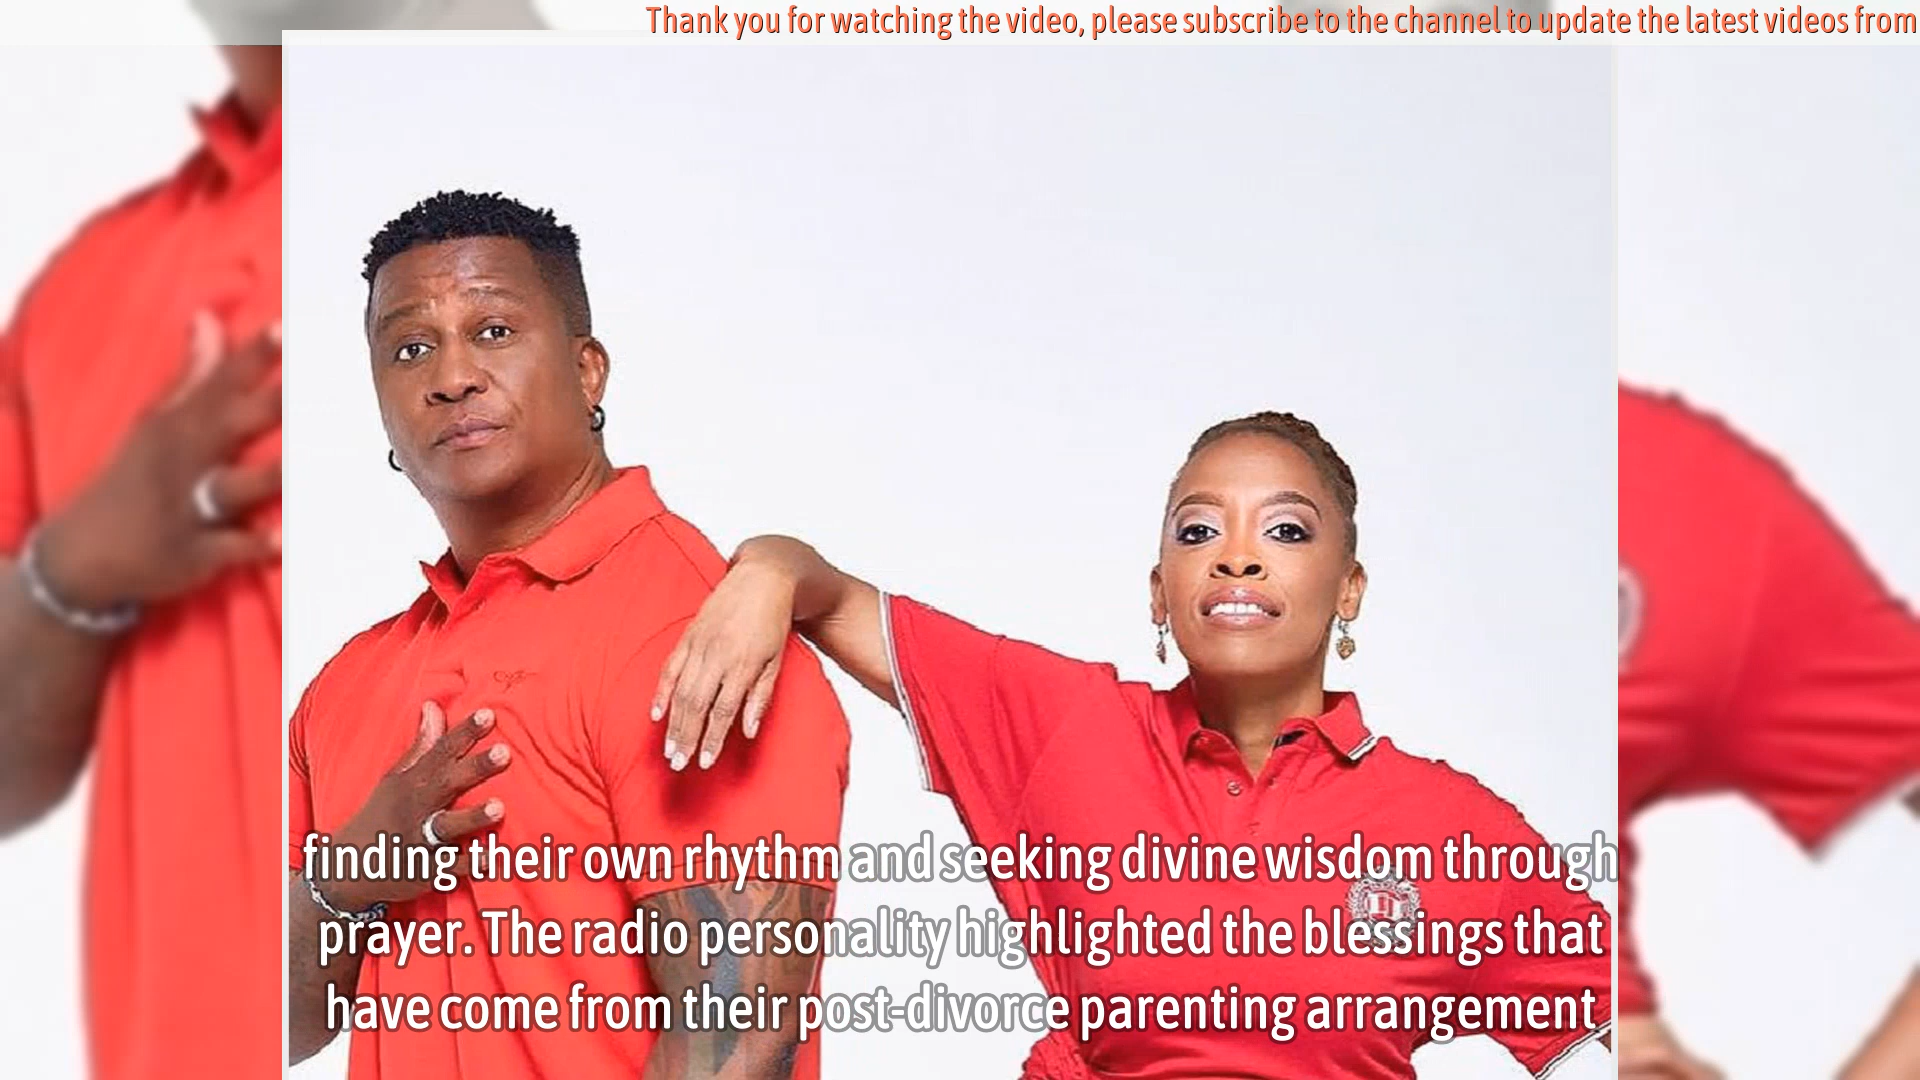 Thank you for watching the video, please subscribe to the channel to update the latest videos from
finding their own rhythm and seeking divine wisdom through
prayer. The radio personality highlighted the blessings that
have come from their post-divorce parenting arrangement